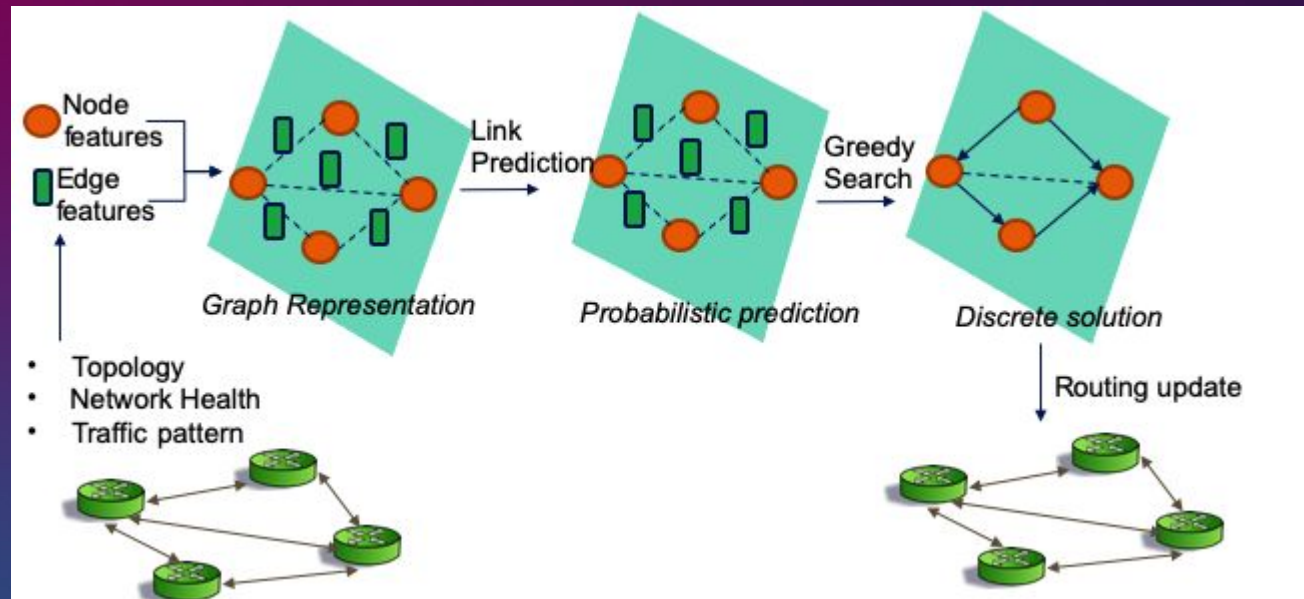 Node
features
Edge
features
Graph Representation
Link
Prediction
Probabilistic prediction
Greedy
Search
Discrete solution
• Topology
• Network Health
• Traffic pattern
Routing update